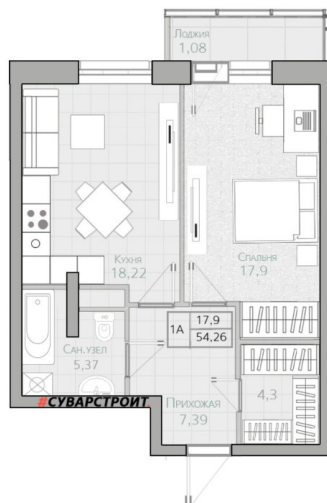 Лоджия
1,08
Кухня
18,22
Спальня
17,9
1А
17,9
54.26
Сан.узел
5,37
Прихожая
7,39
4,3
#СУВАРСТРОИТ